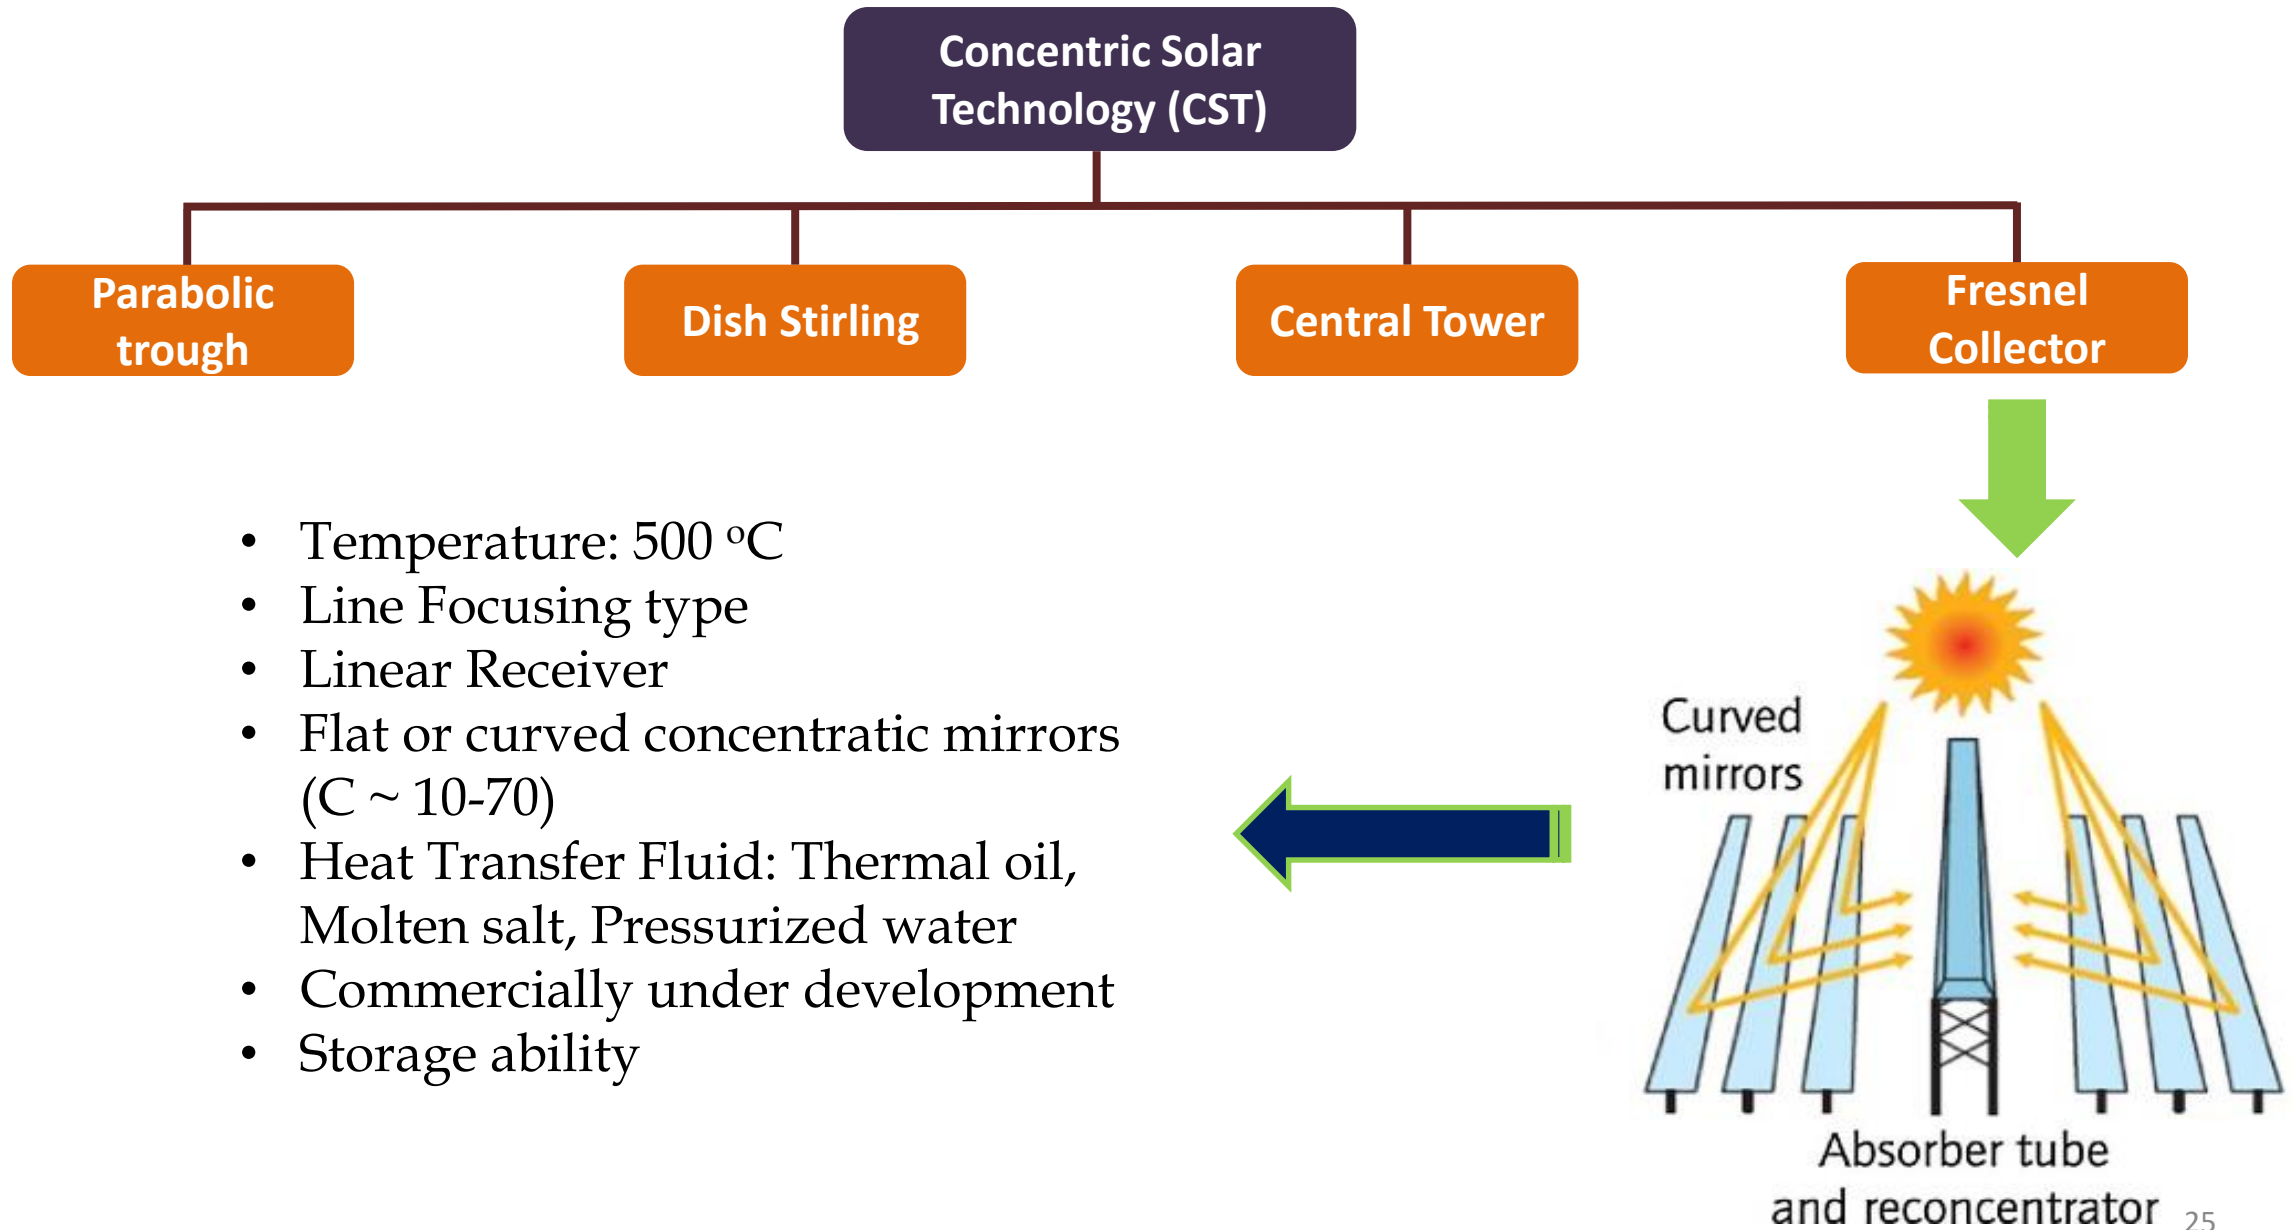 Concentric Solar
Technology (CST)
Parabolic
trough
Dish Stirling
Central Tower
Fresnel
Collector
• Temperature: 500 ºC
• Line Focusing type
• Linear Receiver
• Flat or curved concentratic mirrors
(C ~ 10-70)
• Heat Transfer Fluid: Thermal oil,
Molten salt, Pressurized water
• Commercially under development
• Storage ability
Curved
mirrors
Absorber tube
and reconcentrator
25